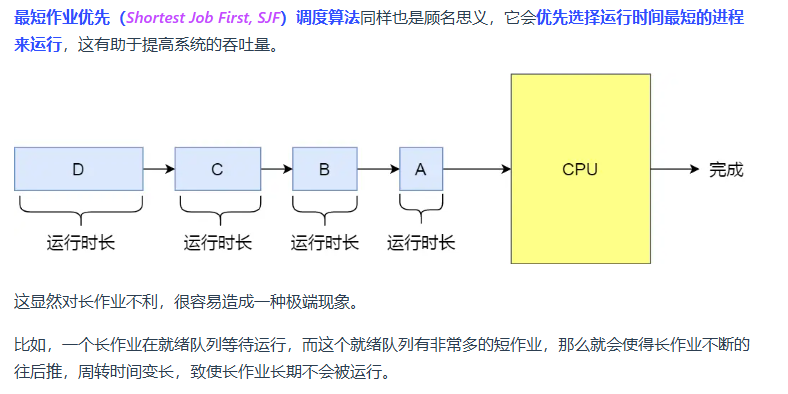 最短作业优先（Shortest Job First, SJF）调度算法同样也是顾名思义，它会优先选择运行时间最短的进程
来运行，这有助于提高系统的吞吐量。
D
C
B
A
CPU
完成
运行时长
运行时长
运行时长
运行时长
这显然对长作业不利，很容易造成一种极端现象。
比如，一个长作业在就绪队列等待运行，而这个就绪队列有非常多的短作业，那么就会使得长作业不断的
往后推，周转时间变长，致使长作业长期不会被运行。